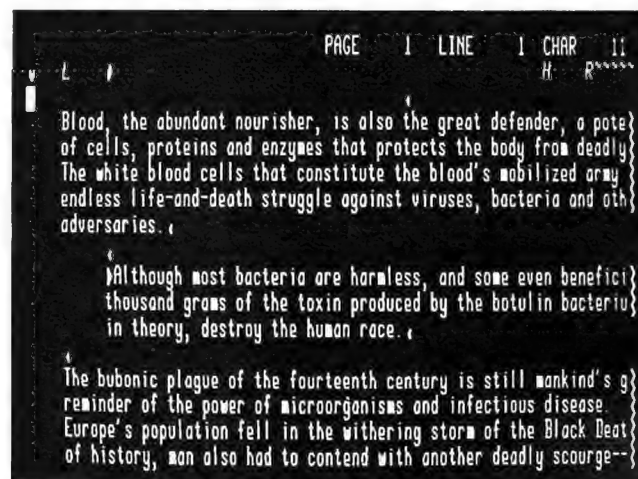 PAGE 1 LINE 1 CHAR 11
L H R
Blood, the abundant nourisher, is also the great defender, a pote
of cells, proteins and enzymes that protects the body from deadly
The white blood cells that constitute the blood's mobilized army
endless life-and-death struggle against viruses, bacteria and oth
adversaries.
Although most bacteria are harmless, and some even benefici
thousand grams of the toxin produced by the botulin bacteriu
in theory, destroy the human race.
The bubonic plague of the fourteenth century is still mankind's g
reminder of the power of microorganisms and infectious disease.
Europe's population fell in the withering storm of the Black Deat
of history, man also had to contend with another deadly scourge--